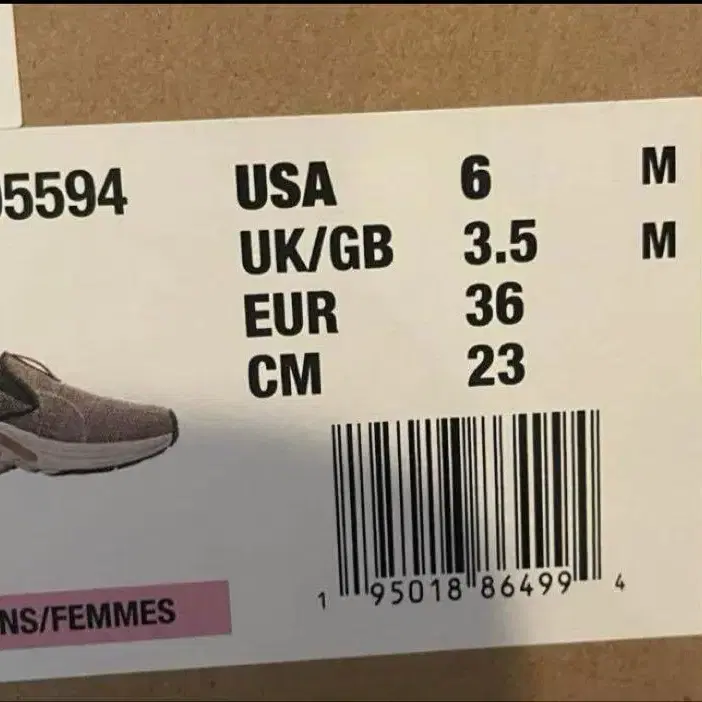 5594
USA 6 M
UK/GB 3.5 M
EUR 36
CM 23
1 95018 86499 4
NS/FEMMES